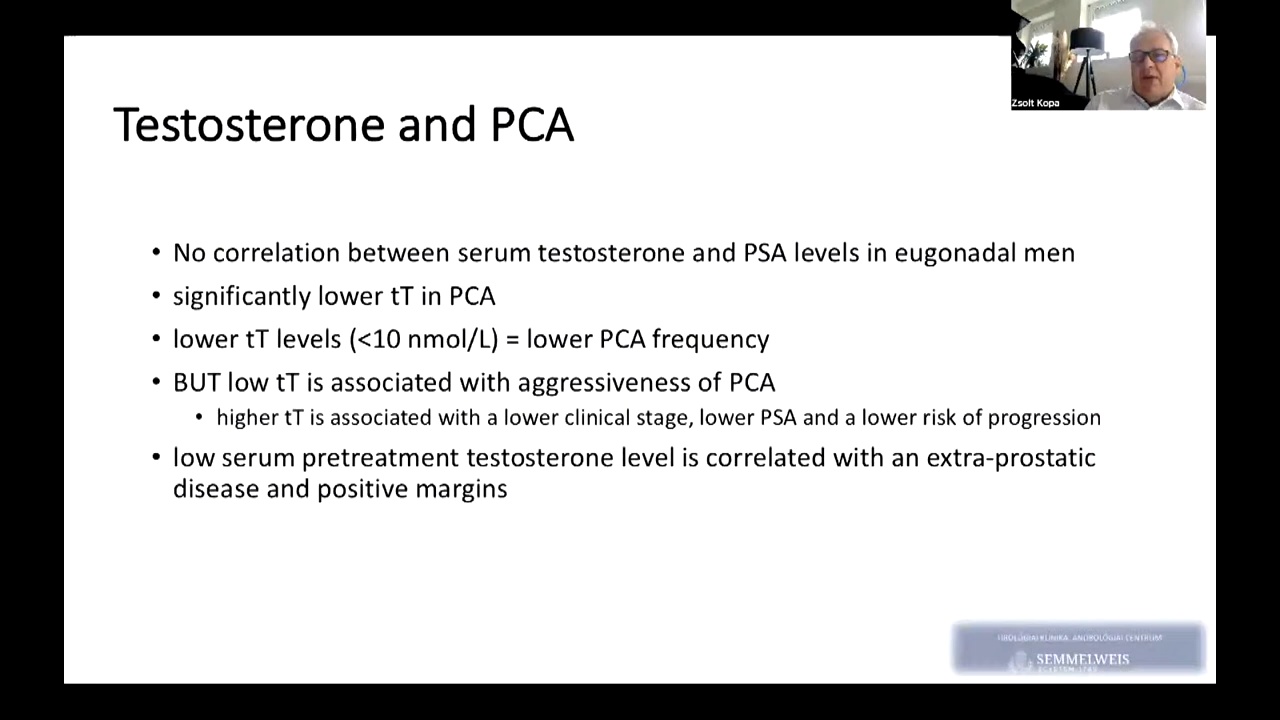 Zsolt Kopa
Testosterone and PCA
• No correlation between serum testosterone and PSA levels in eugonadal men
• significantly lower tT in PCA
• lower tT levels (<10 nmol/L) = lower PCA frequency
• BUT low tT is associated with aggressiveness of PCA
• higher tT is associated with a lower clinical stage, lower PSA and a lower risk of progression
• low serum pretreatment testosterone level is correlated with an extra-prostatic
disease and positive margins
UROLÓGIAI KLINIKA, ANDROLÓGIAI CENTRUM
SEMMELWEIS